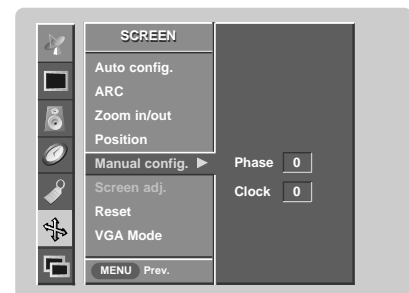 SCREEN
Auto config.
ARC
Zoom in/out
Position
Manual config. ▶
Phase 0
Screen adj.
Clock 0
Reset
VGA Mode
MENU Prev.